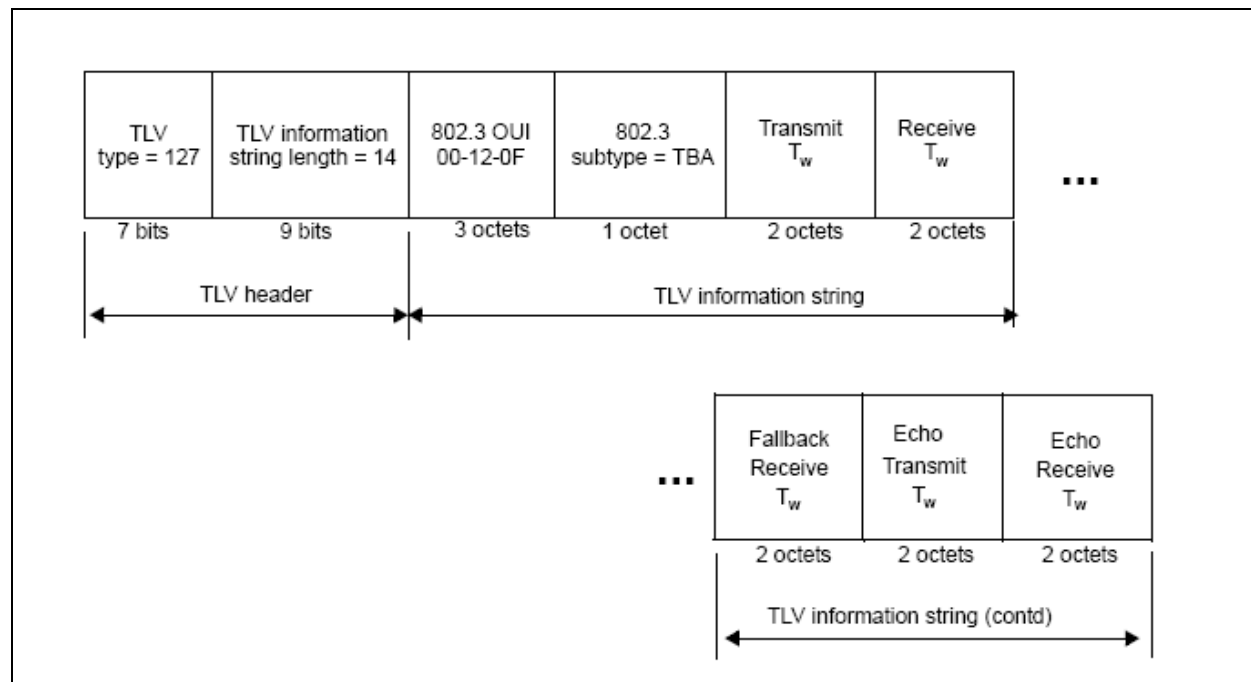 TLV
type = 127
TLV information
string length = 14
802.3 OUI
00-12-0F
802.3
subtype = TBA
Transmit
Tw
Receive
Tw
...
7 bits
9 bits
3 octets
1 octet
2 octets
2 octets
TLV header
TLV information string
...
Fallback
Receive
Tw
Echo
Transmit
Tw
Echo
Receive
Tw
2 octets
2 octets
2 octets
TLV information string (contd)